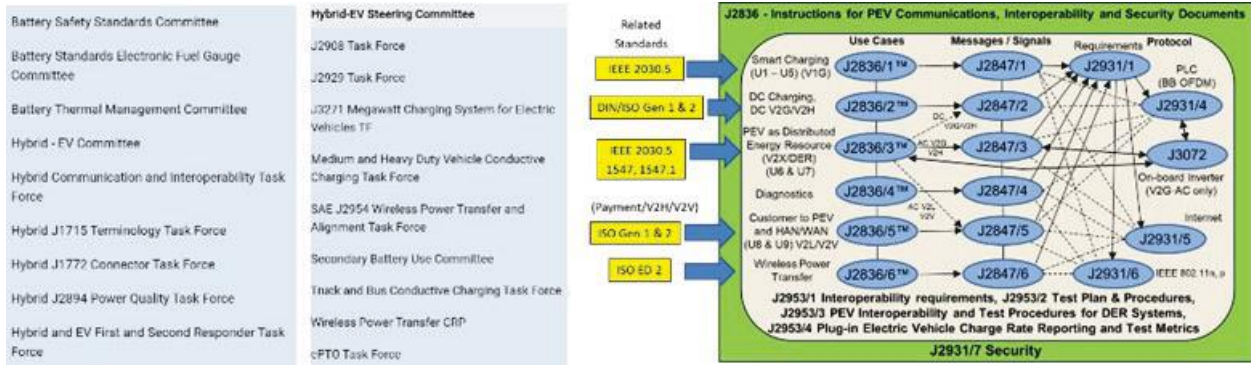 Battery Safety Standards Committee
Battery Standards Electronic Fuel Gauge
Committee
Battery Thermal Management Committee
Hybrid - EV Committee
Hybrid Communication and Interoperability Task
Force
Hybrid J1715 Terminology Task Force
Hybrid J1772 Connector Task Force
Hybrid J2894 Power Quality Task Force
Hybrid and EV First and Second Responder Task
Force
Hybrid-EV Steering Committee
J2908 Task Force
J2929 Task Force
J3271 Megawatt Charging System for Electric
Vehicles TF
Medium and Heavy Duty Vehicle Conductive
Charging Task Force
SAE J2954 Wireless Power Transfer and
Alignment Task Force
Secondary Battery Use Committee
Truck and Bus Conductive Charging Task Force
Wireless Power Transfer CRP
ePTO Task Force
Related
Standards
IEEE 2030.5
DIN/ISO Gen 1 & 2
IEEE 2030.5
1547, 1547.1
(Payment/V2H/V2V)
ISO Gen 1 & 2
ISO ED 2
J2836 - Instructions for PEV Communications, Interoperability and Security Documents
Use Cases
Messages / Signals
Requirements
Protocol
Smart Charging
(U1 – U5) (V1G)
J2836/1™
J2847/1
J2931/1
PLC
(BB OFDM)
DC Charging,
DC V2G/V2H
J2836/2™
J2847/2
J2931/4
DC, V2G/V2H
PEV as Distributed
Energy Resource
(V2X/DER)
(U6 & U7)
J2836/3™
AC V2G
V2H
J2847/3
J3072
On-board Inverter
(V2G-AC only)
Diagnostics
J2836/4™
J2847/4
AC V2L,
V2V
Customer to PEV
and HAN/WAN
(U8 & U9) V2L/V2V
J2836/5™
J2847/5
Internet
J2931/5
Wireless Power
Transfer
J2836/6™
J2847/6
J2931/6
IEEE 802.11n, p
J2953/1 Interoperability requirements, J2953/2 Test Plan & Procedures,
J2953/3 PEV Interoperability and Test Procedures for DER Systems,
J2953/4 Plug-in Electric Vehicle Charge Rate Reporting and Test Metrics
J2931/7 Security